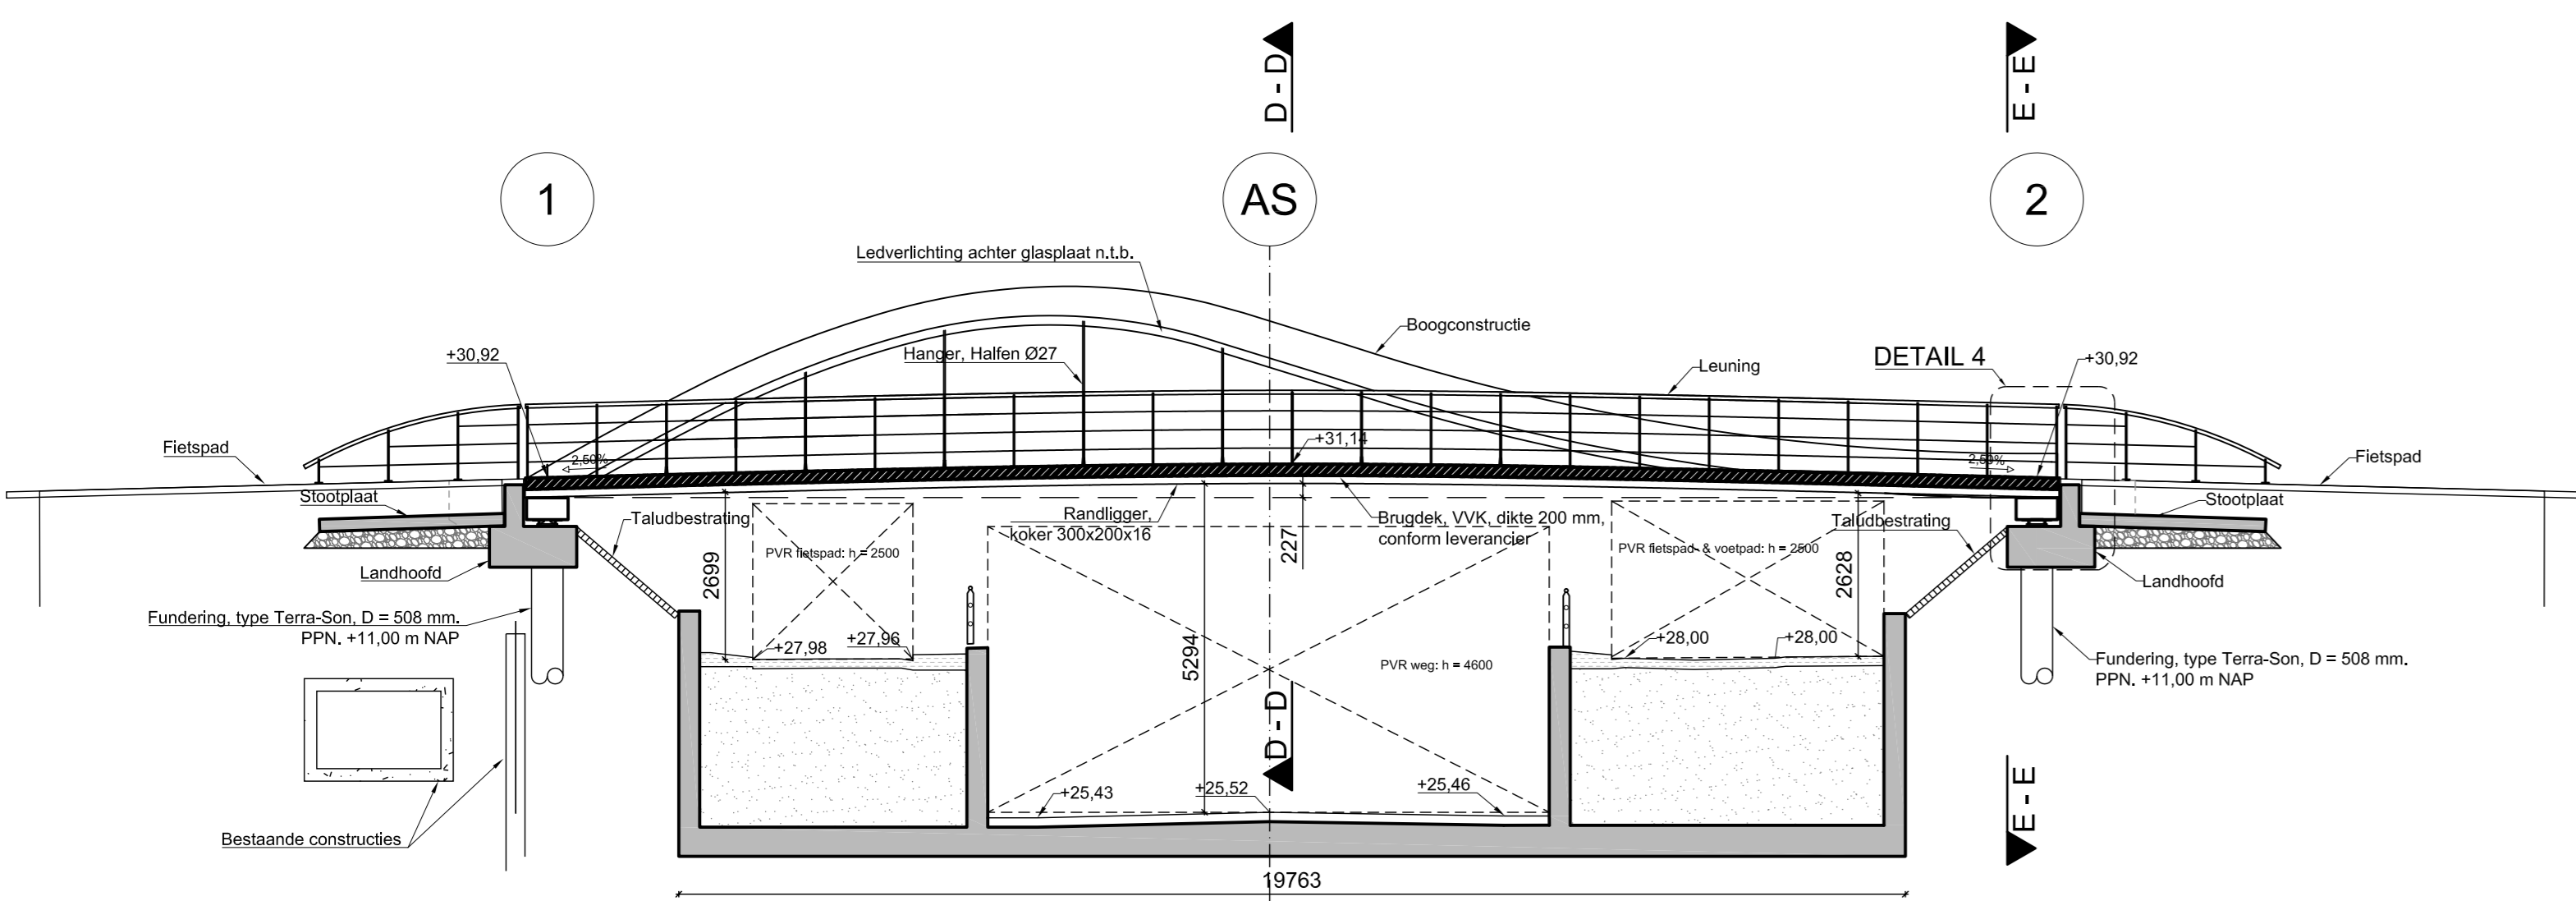 D - D
E - E
1
AS
2
Ledverlichting achter glasplaat n.t.b.
Boogconstructie
+30,92
Hanger, Halfen Ø27
Leuning
DETAIL 4
+30,92
Fietspad
2,50%
+31,14
2,50%
Fietspad
Stootplaat
Stootplaat
Taludbestrating
Randligger,
koker 300x200x16
Brugdek, VVK, dikte 200 mm,
conform leverancier
Taludbestrating
227
PVR fietspad: h = 2500
PVR fietspad- & voetpad: h = 2500
2699
2628
Landhoofd
Landhoofd
Fundering, type Terra-Son, D = 508 mm.
PPN. +11,00 m NAP
+27,98
+27,96
5294
PVR weg: h = 4600
+28,00
+28,00
Fundering, type Terra-Son, D = 508 mm.
PPN. +11,00 m NAP
D - D
+25,43
+25,52
+25,46
E - E
Bestaande constructies
19763